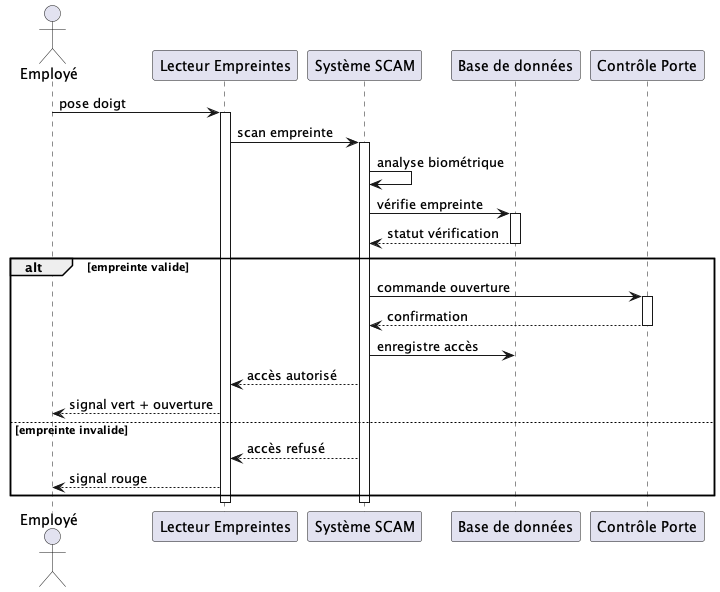 Employé
Lecteur Empreintes
Système SCAM
Base de données
Contrôle Porte
pose doigt
scan empreinte
analyse biométrique
vérifie empreinte
statut vérification
alt
[empreinte valide]
commande ouverture
confirmation
enregistre accès
accès autorisé
signal vert + ouverture
[empreinte invalide]
accès refusé
signal rouge
Employé
Lecteur Empreintes
Système SCAM
Base de données
Contrôle Porte